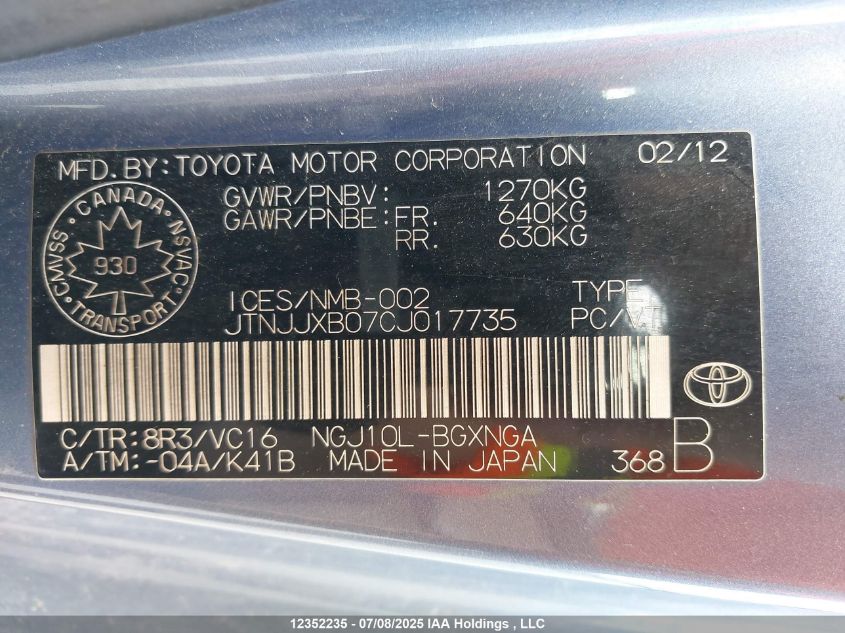 MFD.BY:TOYOTA MOTOR CORPORATION 02/12
GVWR/PNBV: 1270KG
GAWR/PNBE:FR. 640KG
RR. 630KG
CANADA
CMVSS NSVAC
930
TRANSPORT
ICES/NMB-002 TYPE
JTNJJXB07CJ017735 PC/VT
C/TR:8R3/VC16 NGJ10L-BGXNGA
A/TM:-04A/K41B MADE IN JAPAN 368 B
12352235 - 07/08/2025 IAA Holdings , LLC